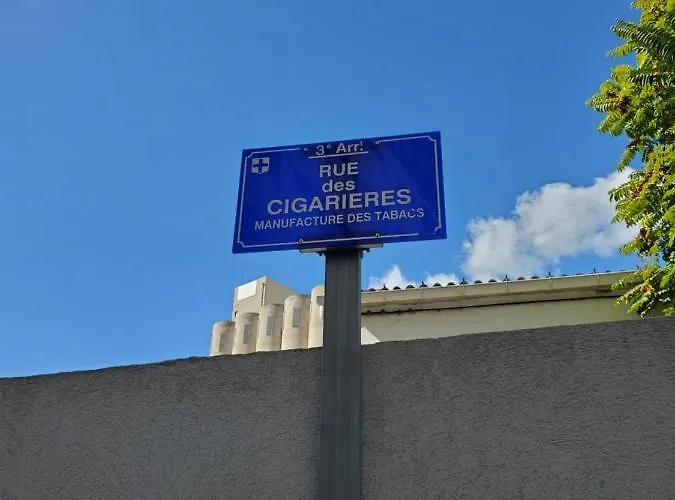 3ᵉ Arrᵗ
RUE
des
CIGARIERES
MANUFACTURE DES TABACS